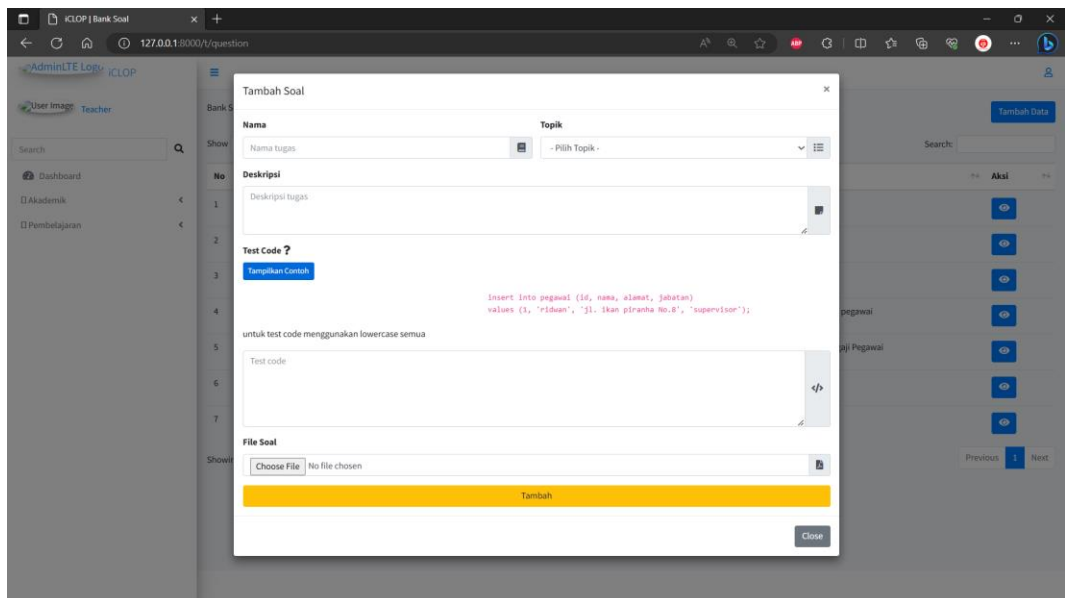 iCLOP | Bank Soal
127.0.0.1:8000/t/question
AdminLTE Logo iCLOP
User Image Teacher
Search
Dashboard
Akademik
Pembelajaran
Bank S
Tambah Data
Show
Search:
No
Aksi
1
2
3
4
pegawai
5
gaji Pegawai
6
7
Showin
Previous 1 Next
Tambah Soal
Nama
Topik
Nama tugas
- Pilih Topik -
Deskripsi
Deskripsi tugas
Test Code ?
Tampilkan Contoh
insert into pegawai (id, nama, alamat, jabatan)
values (1, 'ridwan', 'jl. ikan piranha No.8', 'supervisor');
untuk test code menggunakan lowercase semua
Test code
</>
File Soal
Choose File No file chosen
Tambah
Close